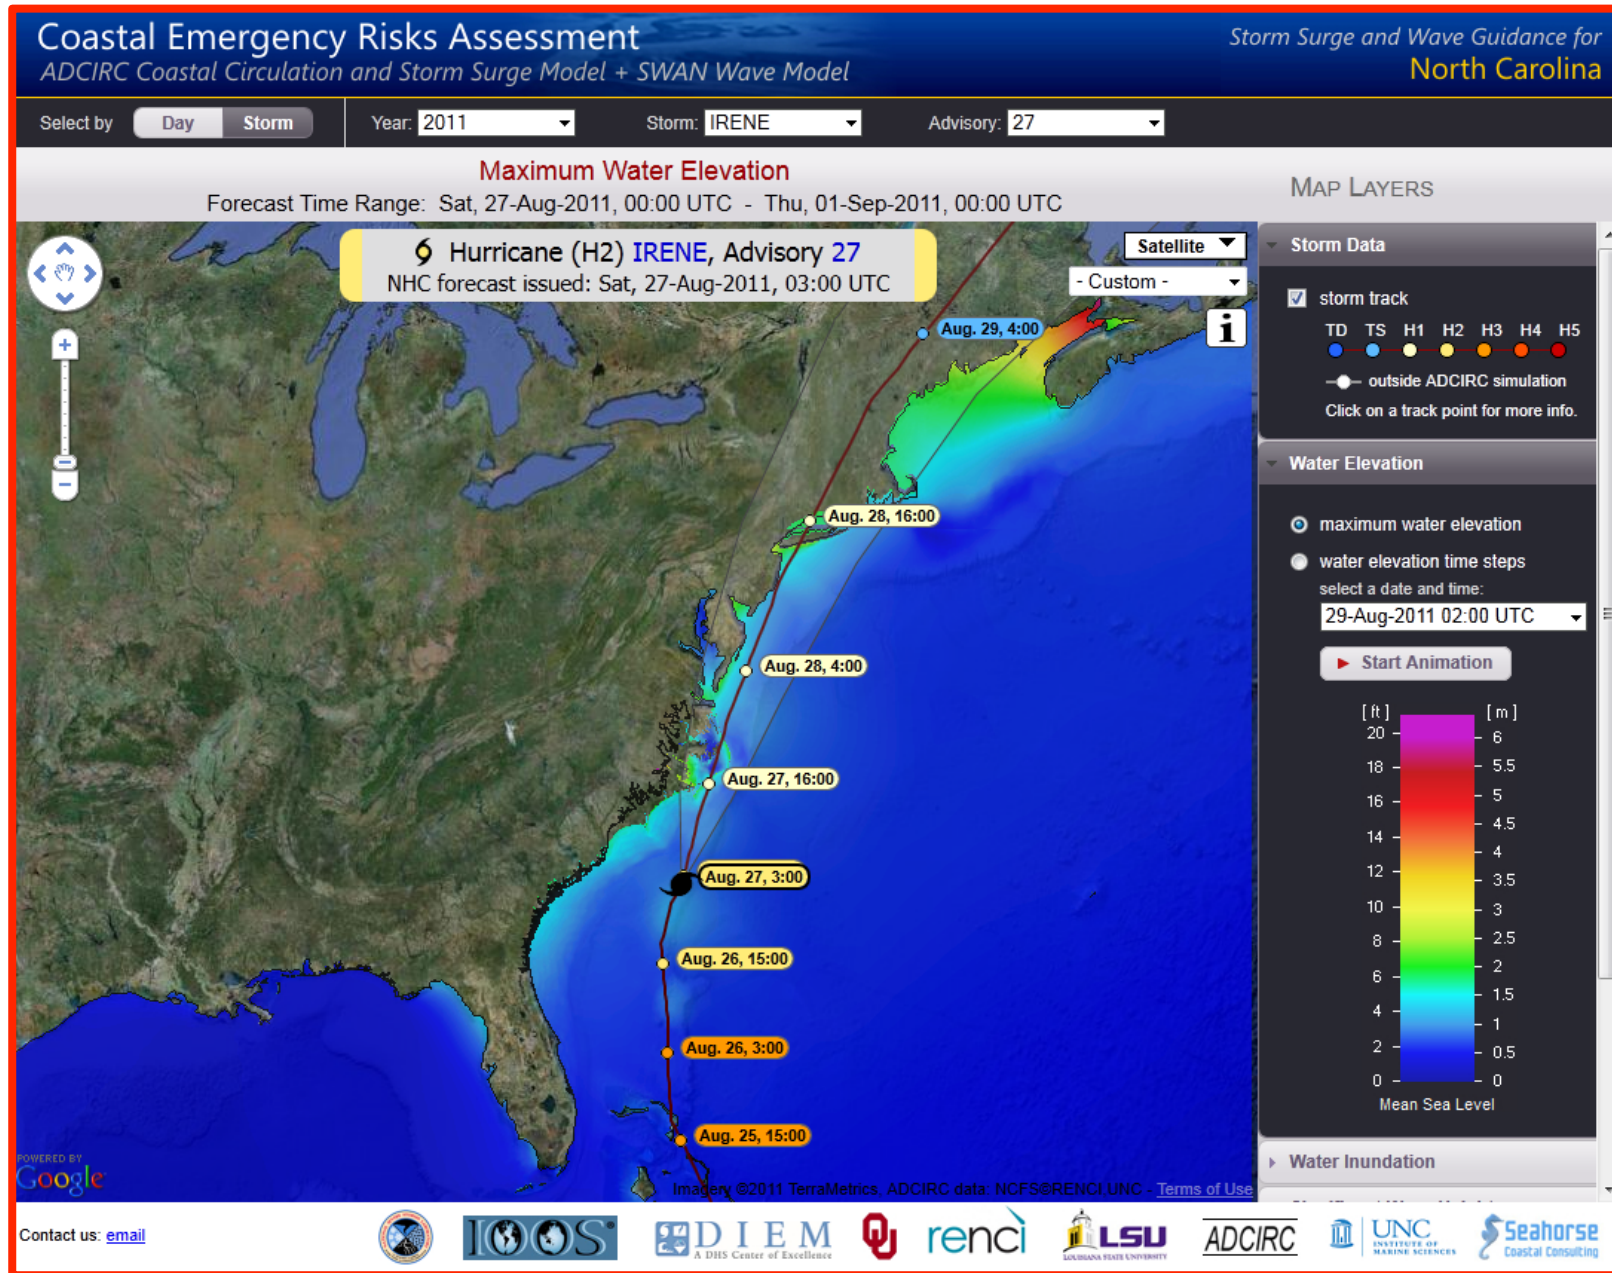 Coastal Emergency Risks Assessment
ADCIRC Coastal Circulation and Storm Surge Model + SWAN Wave Model
Storm Surge and Wave Guidance for
North Carolina
Select by Day Storm Year: 2011 Storm: IRENE Advisory: 27
Maximum Water Elevation
Forecast Time Range: Sat, 27-Aug-2011, 00:00 UTC - Thu, 01-Sep-2011, 00:00 UTC
MAP LAYERS
Hurricane (H2) IRENE, Advisory 27
NHC forecast issued: Sat, 27-Aug-2011, 03:00 UTC
Satellite
- Custom -
i
Aug. 29, 4:00
Aug. 28, 16:00
Aug. 28, 4:00
Aug. 27, 16:00
Aug. 27, 3:00
Aug. 26, 15:00
Aug. 26, 3:00
Aug. 25, 15:00
POWERED BY
Google
Imagery ©2011 TerraMetrics, ADCIRC data: NCFS©RENCI,UNC - Terms of Use
Storm Data
storm track
TD TS H1 H2 H3 H4 H5
outside ADCIRC simulation
Click on a track point for more info.
Water Elevation
maximum water elevation
water elevation time steps
select a date and time:
29-Aug-2011 02:00 UTC
Start Animation
[ ft ] [ m ]
20 6
18 5.5
16 5
14 4.5
4
12 3.5
10 3
8 2.5
6 2
1.5
4 1
2 0.5
0 0
Mean Sea Level
Water Inundation
Contact us: email
IOOS
DIEM
A DHS Center of Excellence
OU
renci
LSU
LOUISIANA STATE UNIVERSITY
ADCIRC
UNC
INSTITUTE OF
MARINE SCIENCES
Seahorse
Coastal Consulting